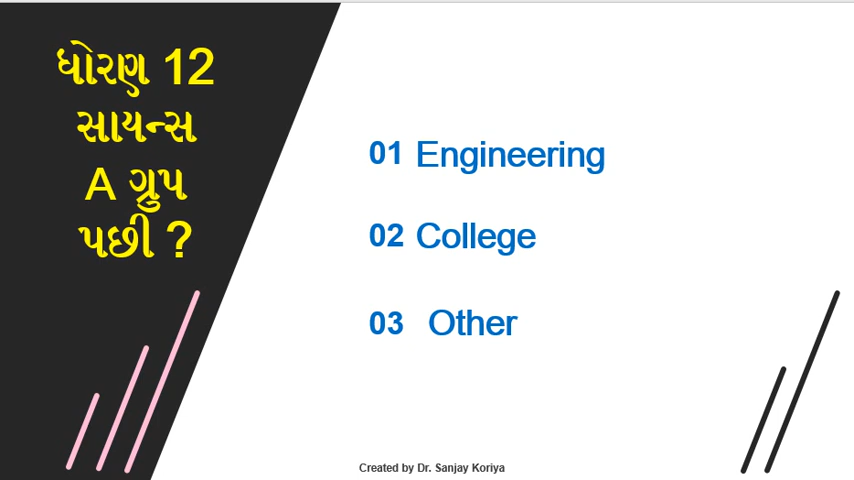 ધોરણ 12
સાયન્સ
A ગ્રુપ
પછી ?
01 Engineering
02 College
03 Other
Created by Dr. Sanjay Koriya